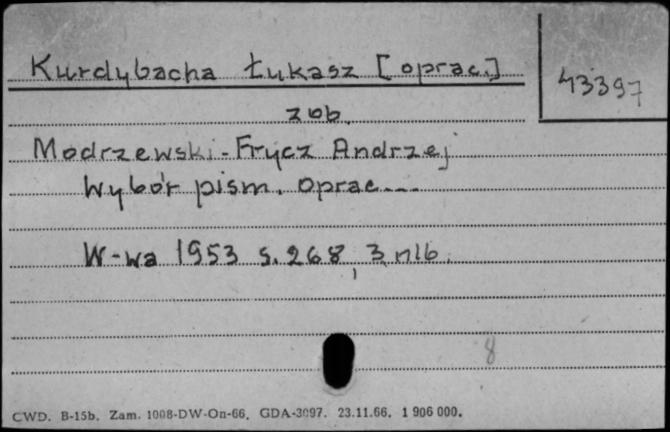 Kurdybacha Łukasz [oprac.]
43397
zob.
Modrzewski-Frycz Andrzej
Wybór pism. Oprac...
W-wa 1953 s. 268, 3 nlb.
8
CWD. B-15b. Zam. 1008-DW-On-66. GDA-3097. 23.11.66. 1 906 000.